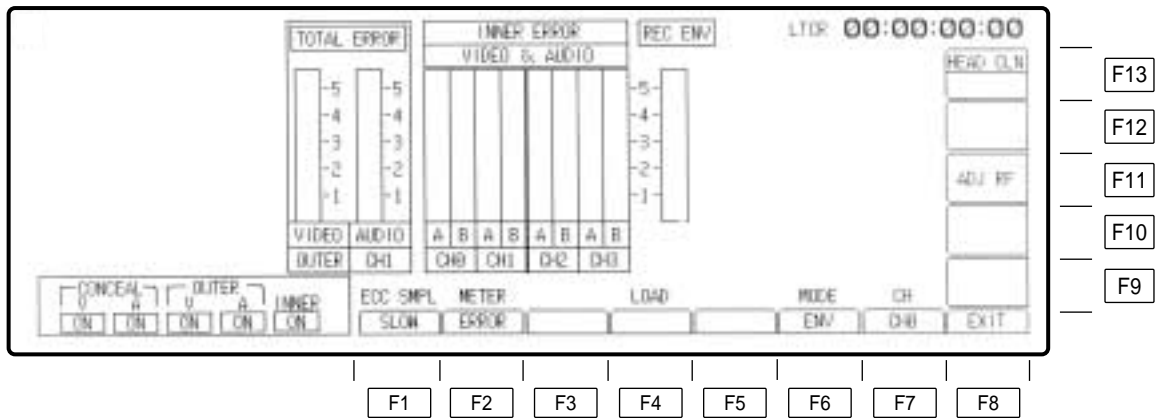 TOTAL ERROR
INNER ERROR
VIDEO & AUDIO
REC ENV
LTCR 00:00:00:00
HEAD CLN
ADJ RF
-5 -5 -5-
-4 -4 -4-
-3 -3 -3-
-2 -2 -2-
-1 -1 -1-
VIDEO AUDIO A B A B A B A B
OUTER CH1 CH0 CH1 CH2 CH3
CONCEAL OUTER
V A V A INNER
ON ON ON ON ON
ECC SMPL METER LOAD MODE CH
SLOW ERROR ENV CH0 EXIT
F13
F12
F11
F10
F9
F1 F2 F3 F4 F5 F6 F7 F8